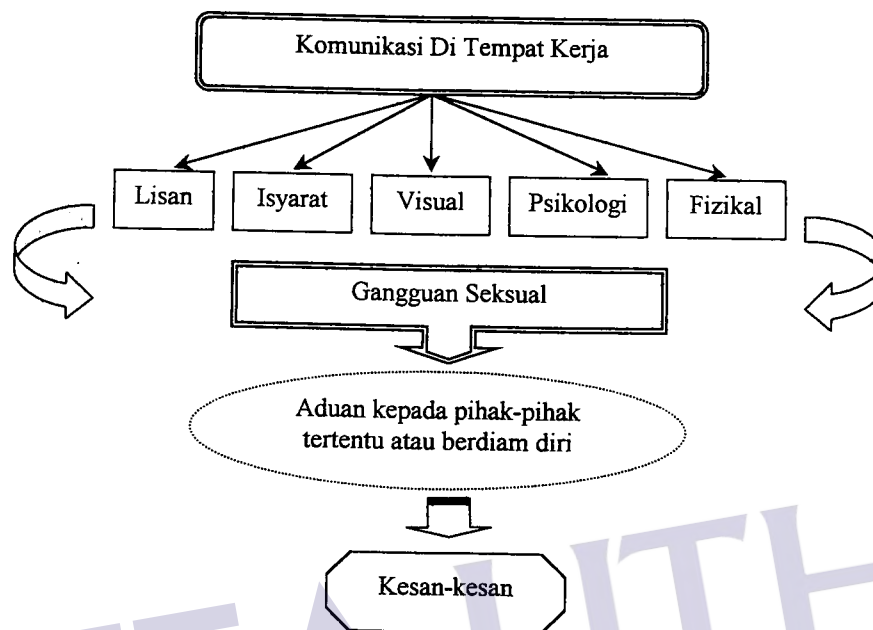 Komunikasi Di Tempat Kerja
Lisan
Isyarat
Visual
Psikologi
Fizikal
Gangguan Seksual
Aduan kepada pihak-pihak
tertentu atau berdiam diri
Kesan-kesan